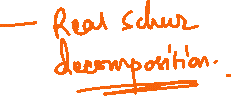 — Real Schur
decomposition.